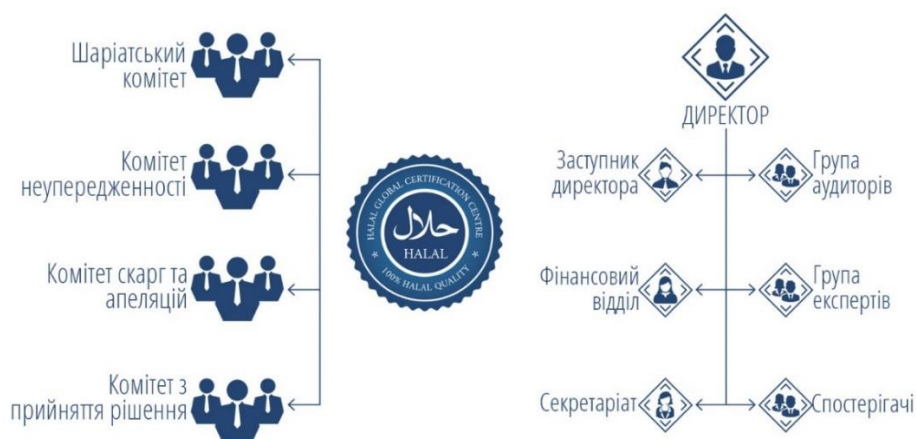 Шаріатський
комітет
Комітет
неупередженності
Комітет скарг та
апеляцій
Комітет з
прийняття рішення
HALAL GLOBAL CERTIFICATION CENTRE
حلال
HALAL
100% HALAL QUALITY
ДИРЕКТОР
Заступник
директора
Група
аудиторів
Фінансовий
відділ
Група
експертів
Секретаріат
Спостерігачі